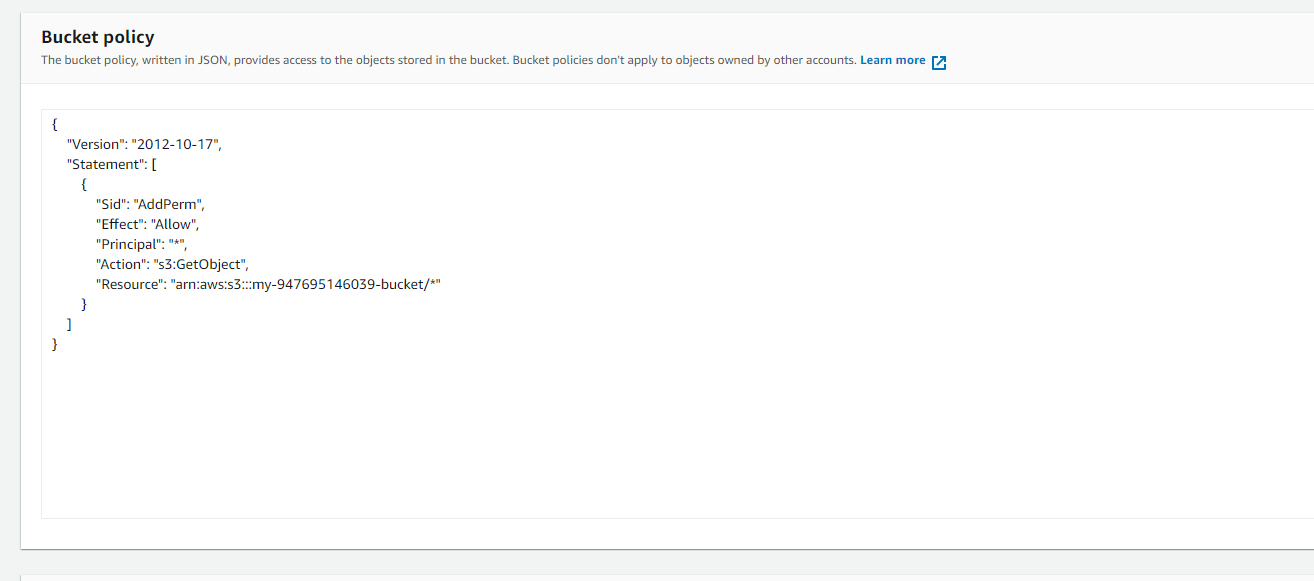 Bucket policy
The bucket policy, written in JSON, provides access to the objects stored in the bucket. Bucket policies don't apply to objects owned by other accounts. Learn more
{
"Version": "2012-10-17",
"Statement": [
{
"Sid": "AddPerm",
"Effect": "Allow",
"Principal": "*",
"Action": "s3:GetObject",
"Resource": "arn:aws:s3:::my-947695146039-bucket/*"
}
]
}